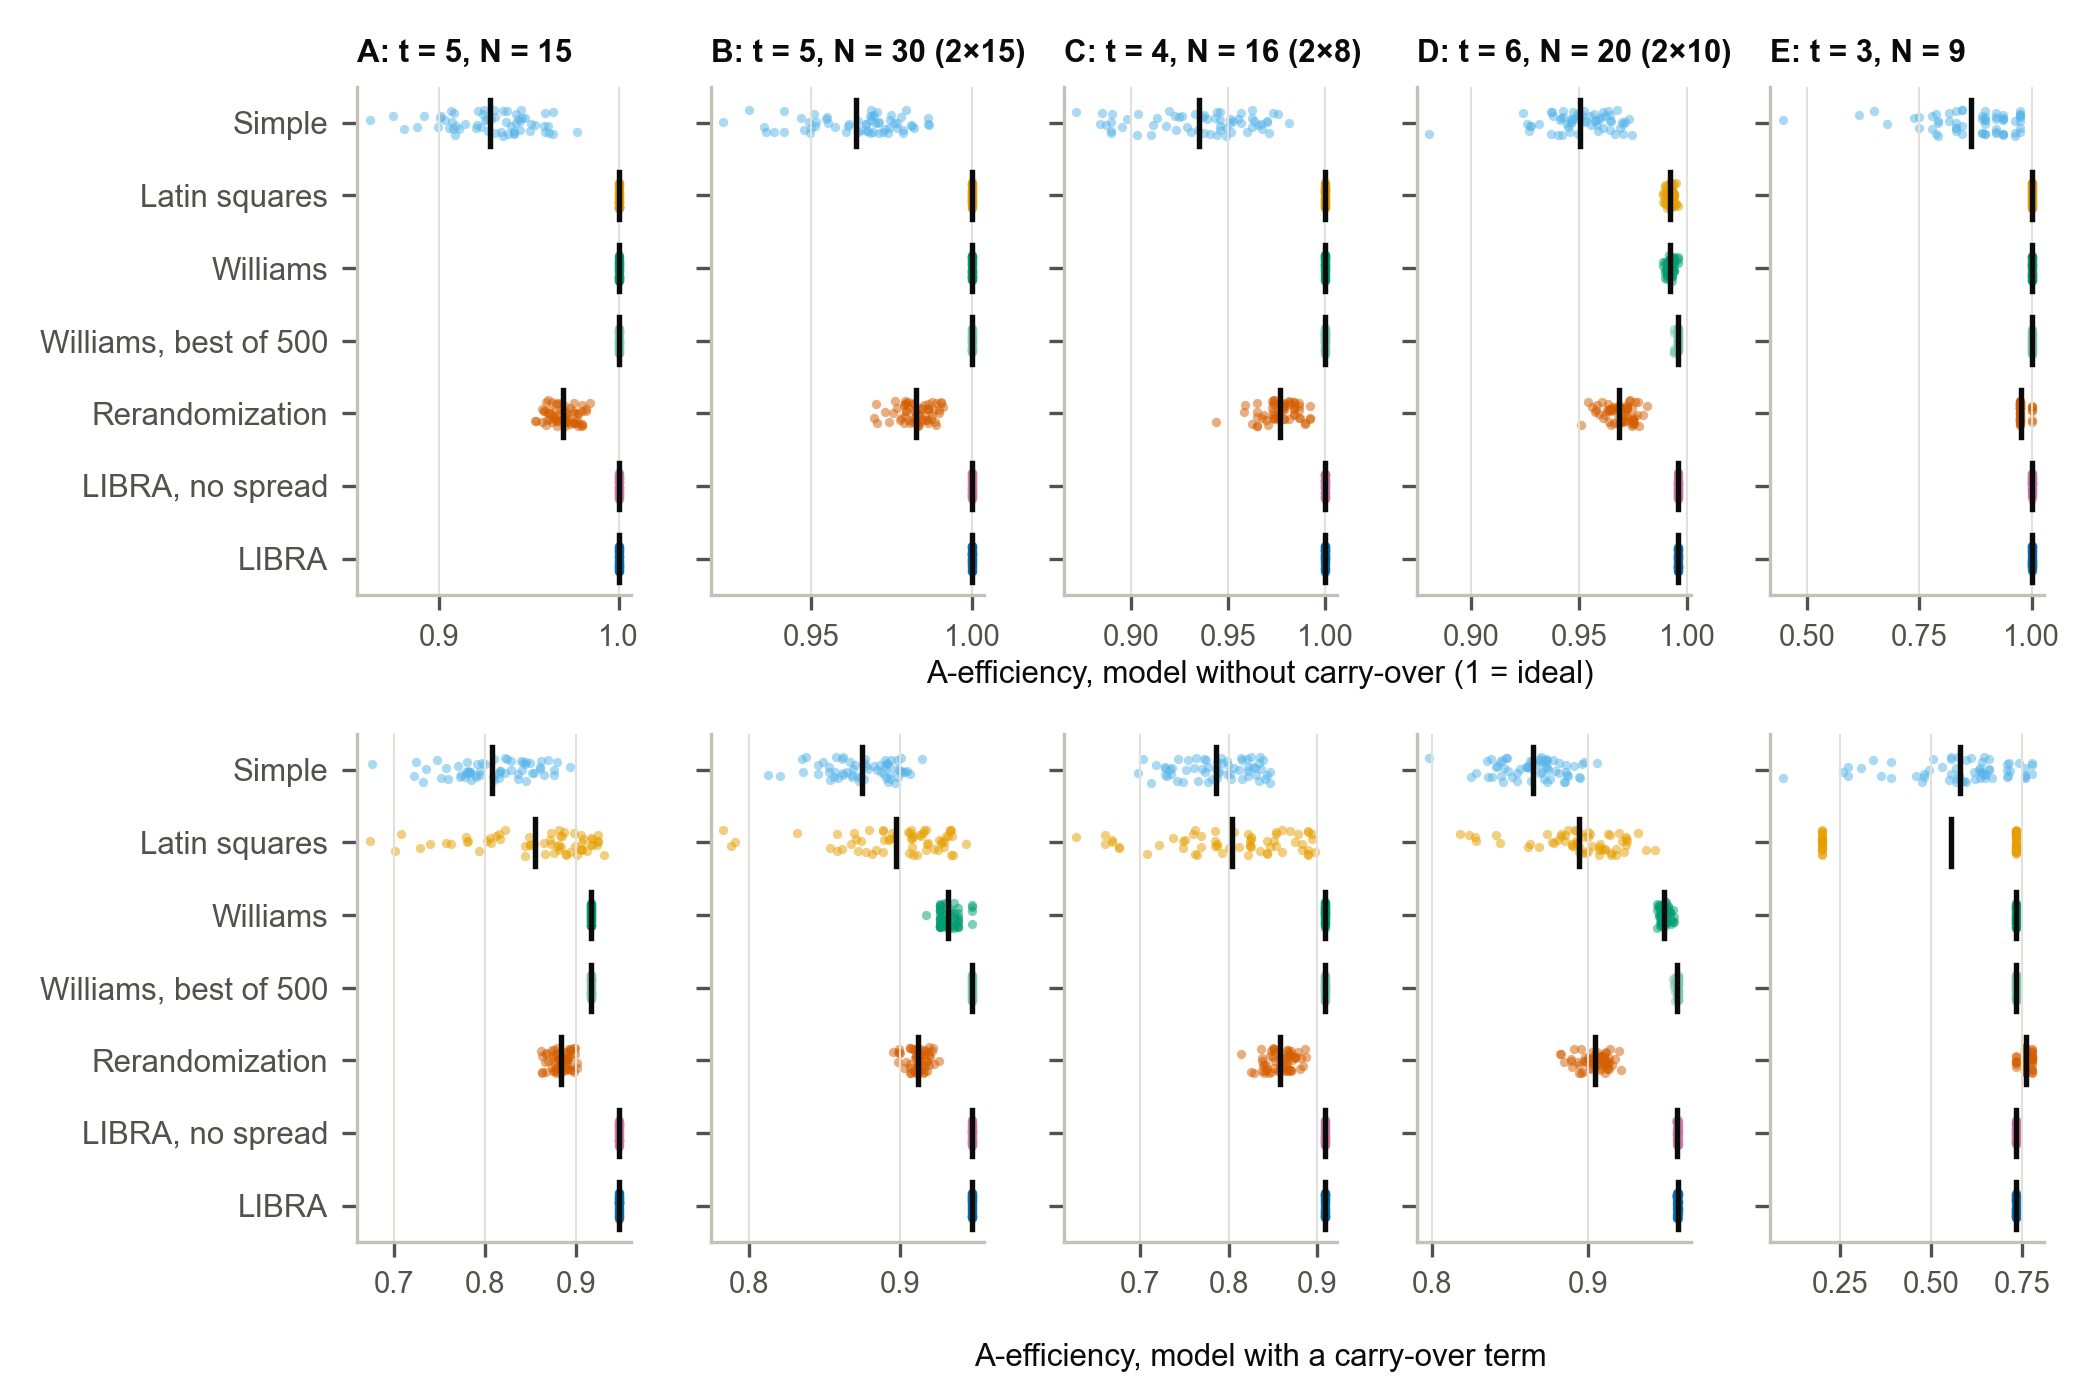 A: t = 5, N = 15
B: t = 5, N = 30 (2×15)
C: t = 4, N = 16 (2×8)
D: t = 6, N = 20 (2×10)
E: t = 3, N = 9
Simple
Latin squares
Williams
Williams, best of 500
Rerandomization
LIBRA, no spread
LIBRA
0.9 1.0
0.95 1.00
0.90 0.95 1.00
0.90 0.95 1.00
0.50 0.75 1.00
A-efficiency, model without carry-over (1 = ideal)
Simple
Latin squares
Williams
Williams, best of 500
Rerandomization
LIBRA, no spread
LIBRA
0.7 0.8 0.9
0.8 0.9
0.7 0.8 0.9
0.8 0.9
0.25 0.50 0.75
A-efficiency, model with a carry-over term